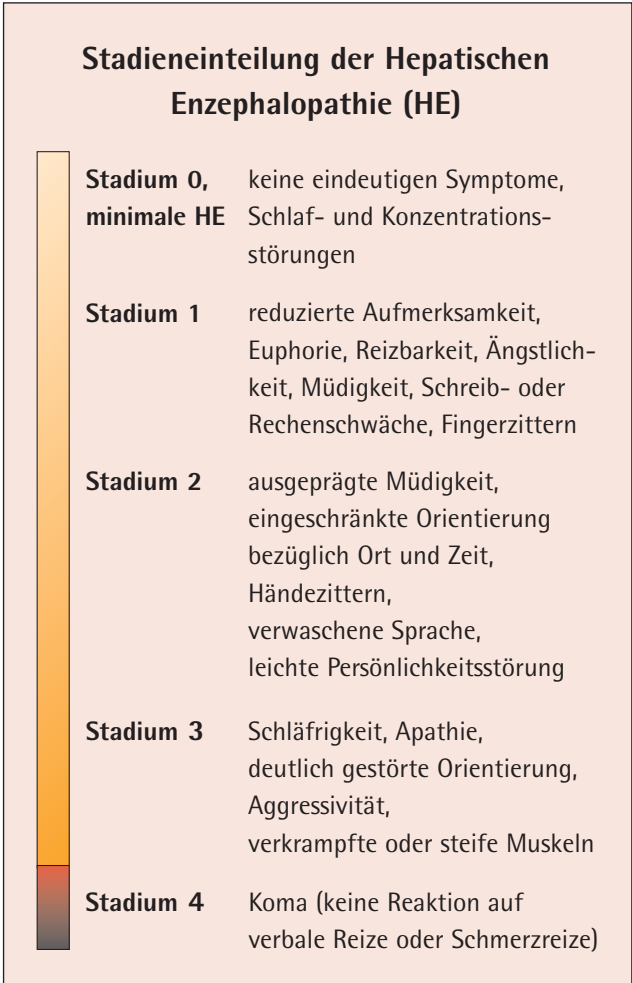 Stadieneinteilung der Hepatischen
Enzephalopathie (HE)
Stadium 0, keine eindeutigen Symptome,
minimale HE Schlaf- und Konzentrations-
störungen
Stadium 1 reduzierte Aufmerksamkeit,
Euphorie, Reizbarkeit, Ängstlich-
keit, Müdigkeit, Schreib- oder
Rechenschwäche, Fingerzittern
Stadium 2 ausgeprägte Müdigkeit,
eingeschränkte Orientierung
bezüglich Ort und Zeit,
Händezittern,
verwaschene Sprache,
leichte Persönlichkeitsstörung
Stadium 3 Schläfrigkeit, Apathie,
deutlich gestörte Orientierung,
Aggressivität,
verkrampfte oder steife Muskeln
Stadium 4 Koma (keine Reaktion auf
verbale Reize oder Schmerzreize)